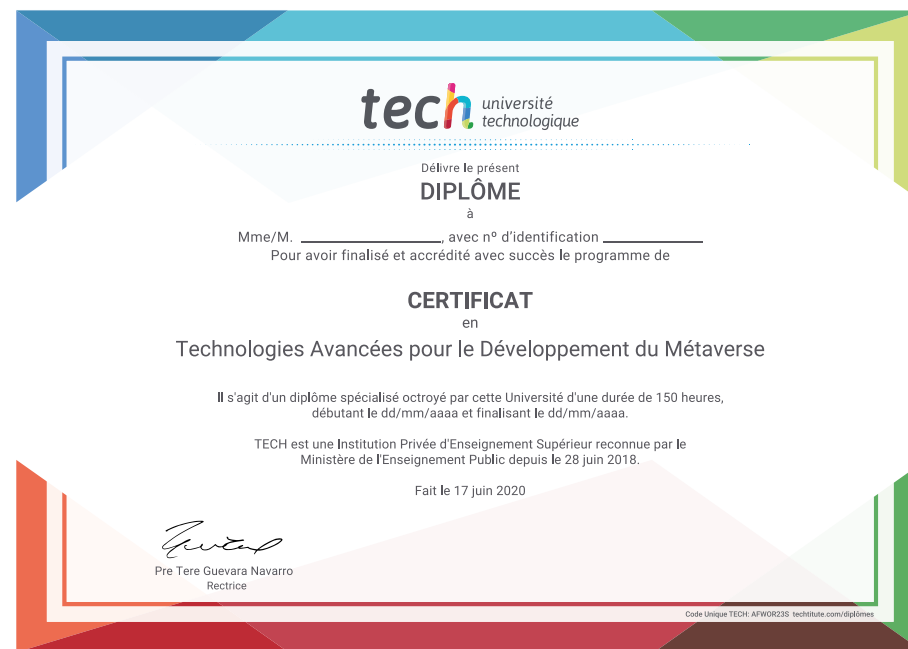 tech université
technologique
Délivre le présent
DIPLÔME
à
Mme/M. ____________________, avec nº d'identification ______________
Pour avoir finalisé et accrédité avec succès le programme de
CERTIFICAT
en
Technologies Avancées pour le Développement du Métaverse
Il s'agit d'un diplôme spécialisé octroyé par cette Université d'une durée de 150 heures,
débutant le dd/mm/aaaa et finalisant le dd/mm/aaaa.
TECH est une Institution Privée d'Enseignement Supérieur reconnue par le
Ministère de l'Enseignement Public depuis le 28 juin 2018.
Fait le 17 juin 2020
Pre Tere Guevara Navarro
Rectrice
Code Unique TECH: AFWOR23S techtitute.com/diplômes